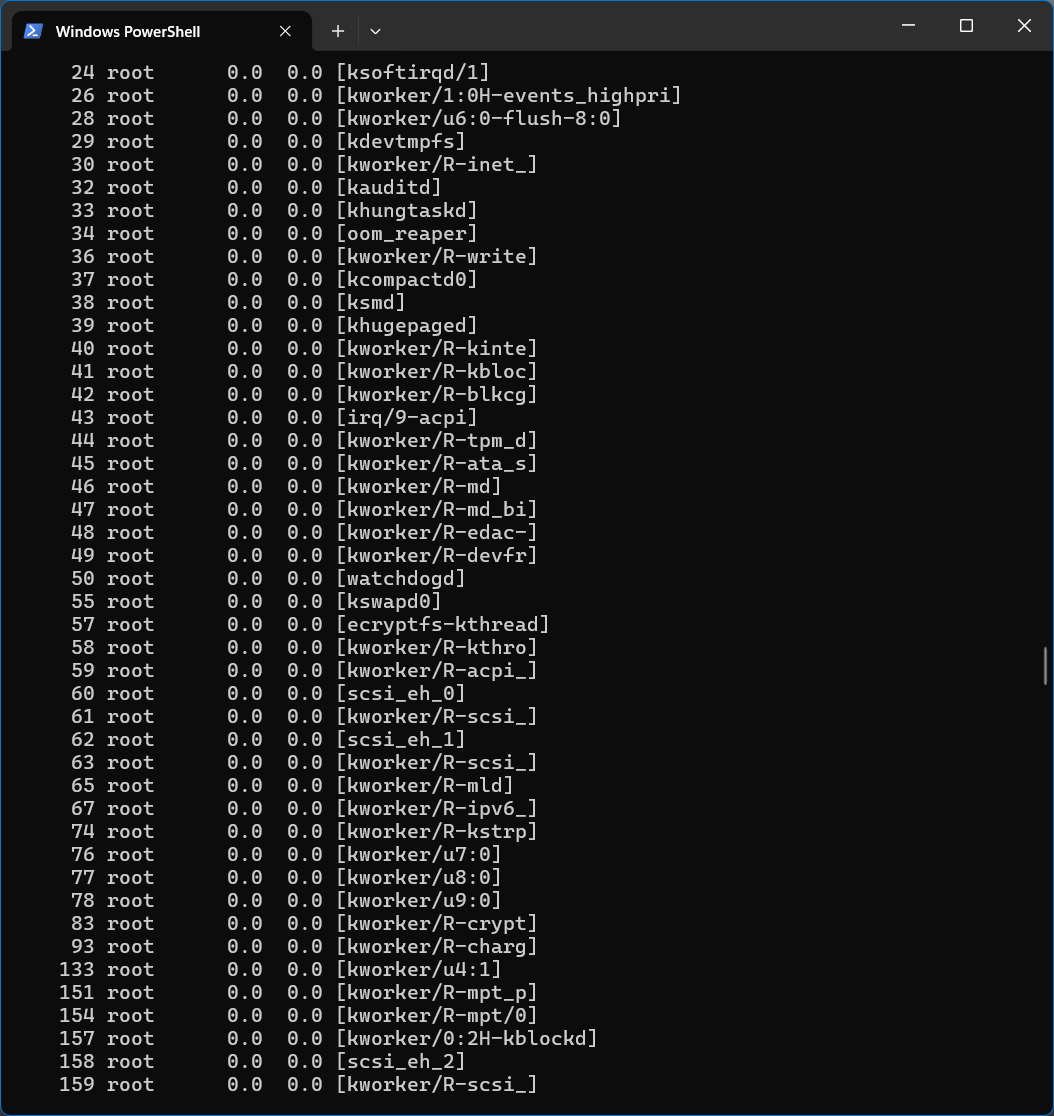 Windows PowerShell
24 root 0.0 0.0 [ksoftirqd/1]
26 root 0.0 0.0 [kworker/1:0H-events_highpri]
28 root 0.0 0.0 [kworker/u6:0-flush-8:0]
29 root 0.0 0.0 [kdevtmpfs]
30 root 0.0 0.0 [kworker/R-inet_]
32 root 0.0 0.0 [kauditd]
33 root 0.0 0.0 [khungtaskd]
34 root 0.0 0.0 [oom_reaper]
36 root 0.0 0.0 [kworker/R-write]
37 root 0.0 0.0 [kcompactd0]
38 root 0.0 0.0 [ksmd]
39 root 0.0 0.0 [khugepaged]
40 root 0.0 0.0 [kworker/R-kinte]
41 root 0.0 0.0 [kworker/R-kbloc]
42 root 0.0 0.0 [kworker/R-blkcg]
43 root 0.0 0.0 [irq/9-acpi]
44 root 0.0 0.0 [kworker/R-tpm_d]
45 root 0.0 0.0 [kworker/R-ata_s]
46 root 0.0 0.0 [kworker/R-md]
47 root 0.0 0.0 [kworker/R-md_bi]
48 root 0.0 0.0 [kworker/R-edac-]
49 root 0.0 0.0 [kworker/R-devfr]
50 root 0.0 0.0 [watchdogd]
55 root 0.0 0.0 [kswapd0]
57 root 0.0 0.0 [ecryptfs-kthread]
58 root 0.0 0.0 [kworker/R-kthro]
59 root 0.0 0.0 [kworker/R-acpi_]
60 root 0.0 0.0 [scsi_eh_0]
61 root 0.0 0.0 [kworker/R-scsi_]
62 root 0.0 0.0 [scsi_eh_1]
63 root 0.0 0.0 [kworker/R-scsi_]
65 root 0.0 0.0 [kworker/R-mld]
67 root 0.0 0.0 [kworker/R-ipv6_]
74 root 0.0 0.0 [kworker/R-kstrp]
76 root 0.0 0.0 [kworker/u7:0]
77 root 0.0 0.0 [kworker/u8:0]
78 root 0.0 0.0 [kworker/u9:0]
83 root 0.0 0.0 [kworker/R-crypt]
93 root 0.0 0.0 [kworker/R-charg]
133 root 0.0 0.0 [kworker/u4:1]
151 root 0.0 0.0 [kworker/R-mpt_p]
154 root 0.0 0.0 [kworker/R-mpt/0]
157 root 0.0 0.0 [kworker/0:2H-kblockd]
158 root 0.0 0.0 [scsi_eh_2]
159 root 0.0 0.0 [kworker/R-scsi_]